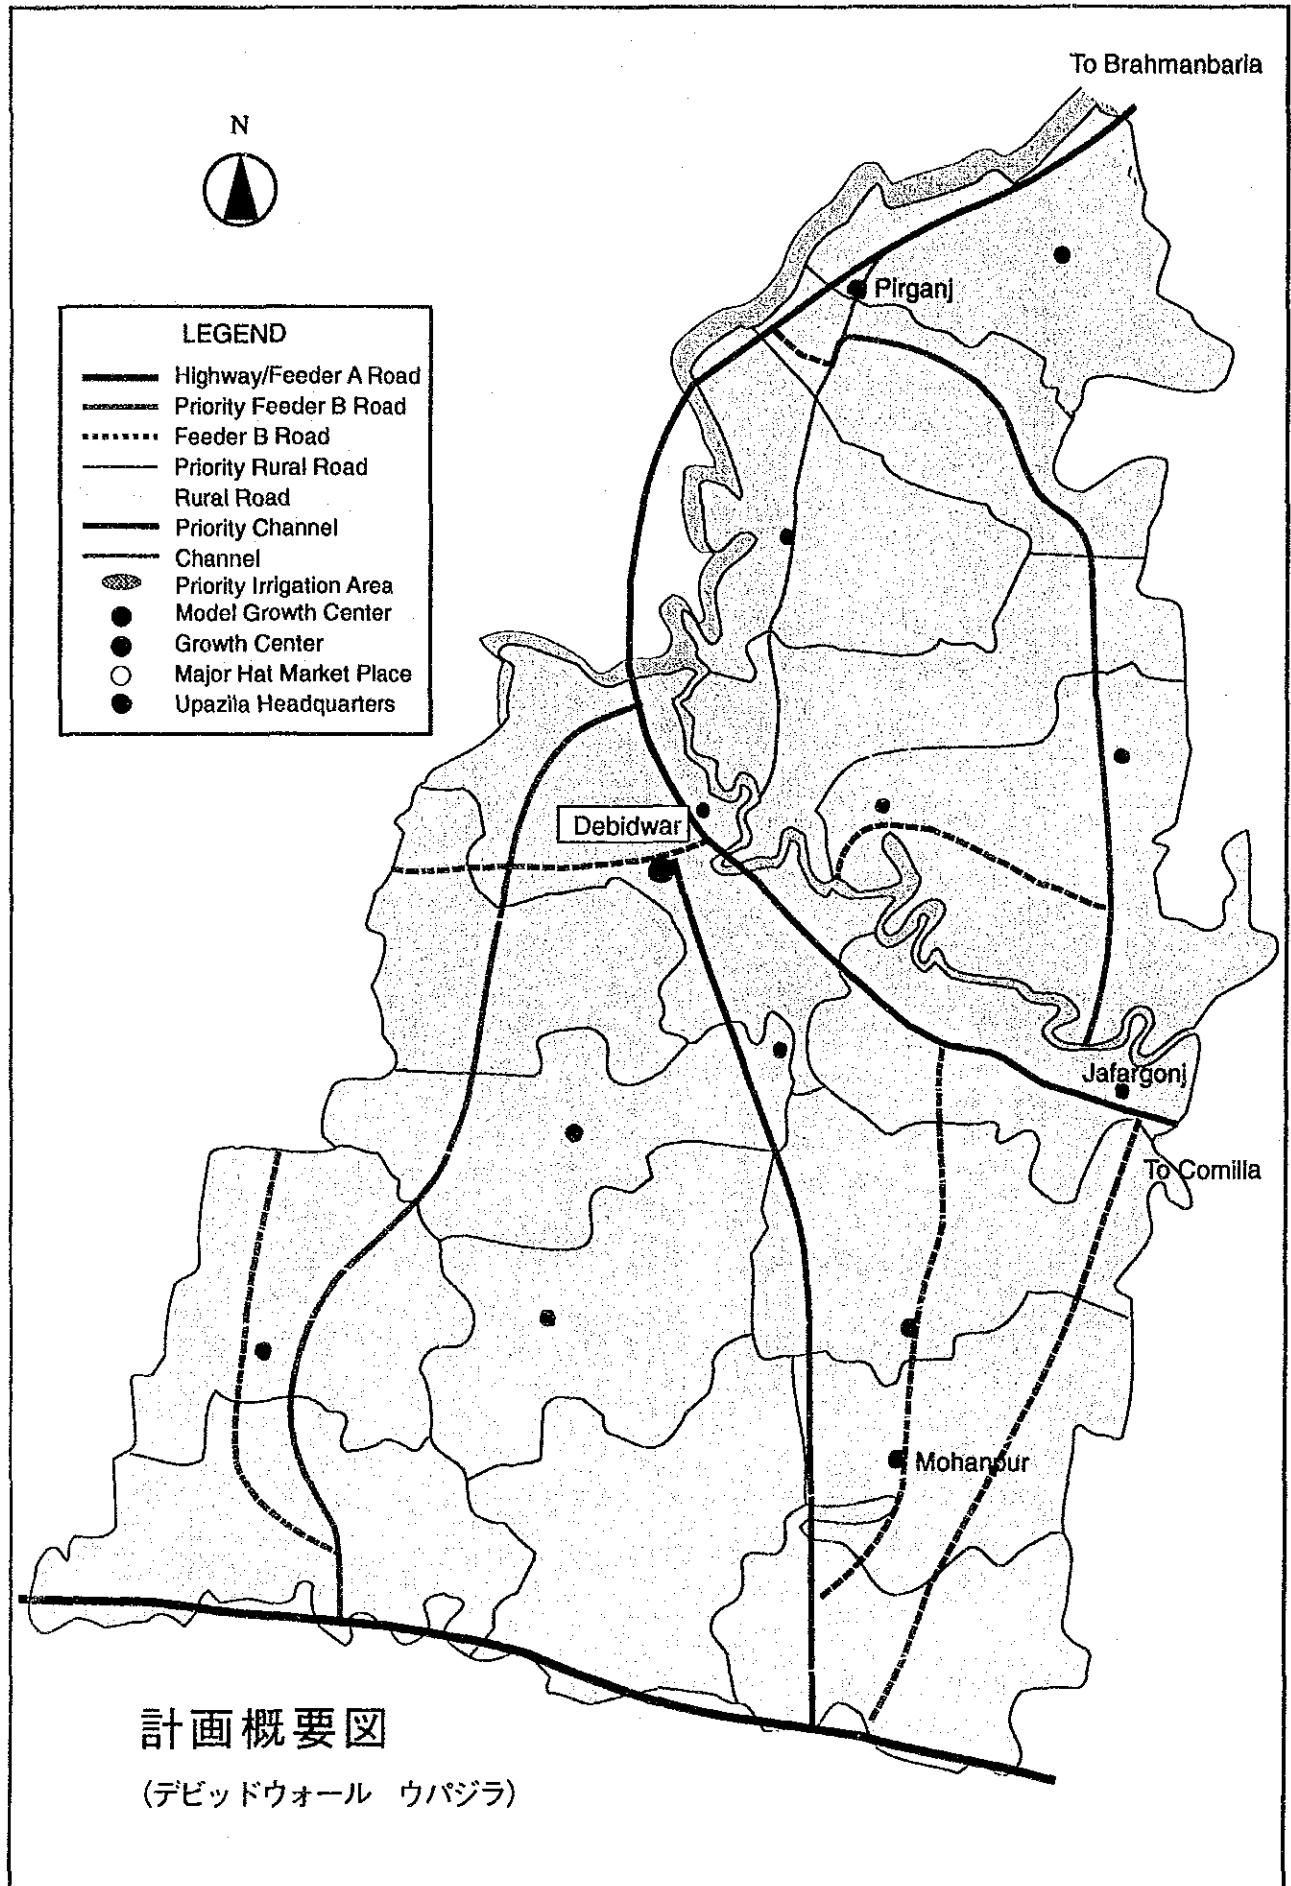 To Brahmanbaria
N
Pirganj
LEGEND
Highway/Feeder A Road
Priority Feeder B Road
Feeder B Road
Priority Rural Road
Rural Road
Priority Channel
Channel
Priority Irrigation Area
Model Growth Center
Growth Center
Major Hat Market Place
Upazila Headquarters
Debidwar
Jafargonj
To Comilla
Mohanpur
計画概要図
(デビッドウォール ウパジラ)